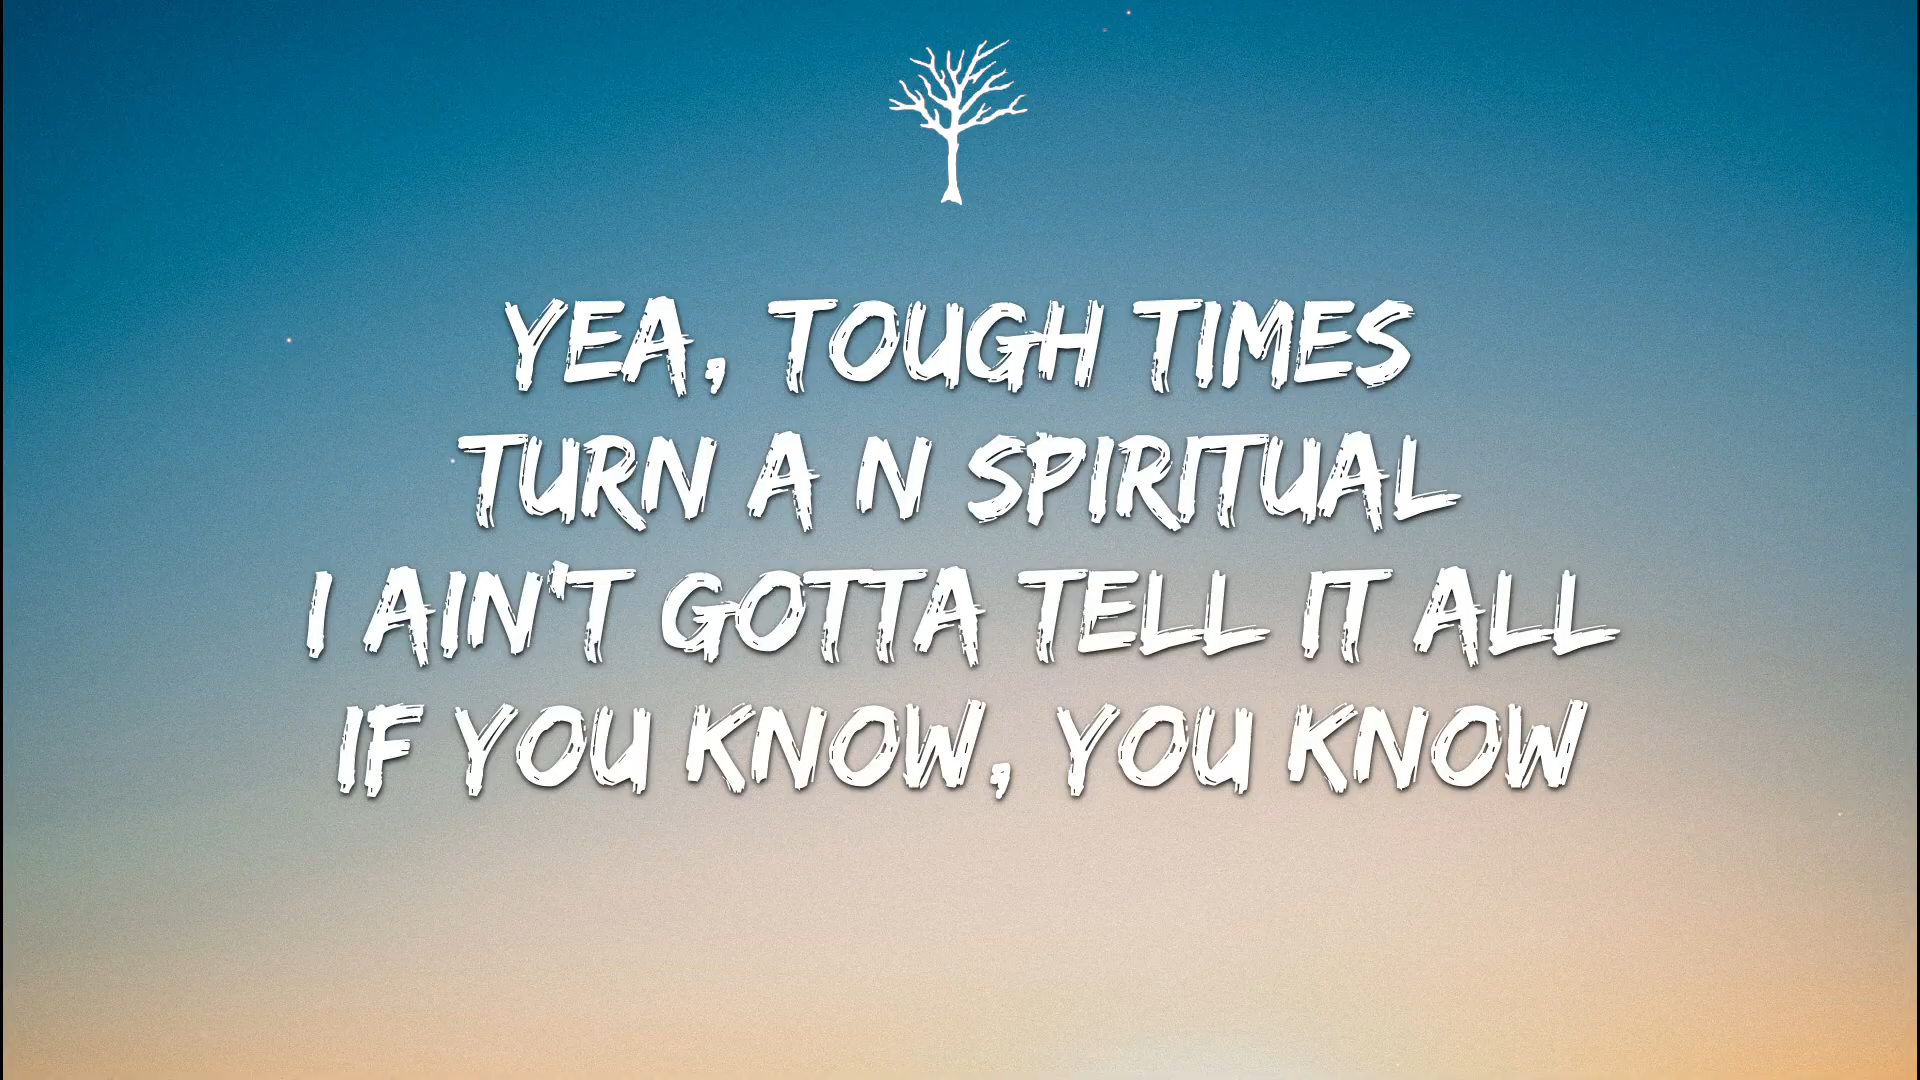 YEA, TOUGH TIMES
TURN A N SPIRITUAL
I AIN'T GOTTA TELL IT ALL
IF YOU KNOW, YOU KNOW